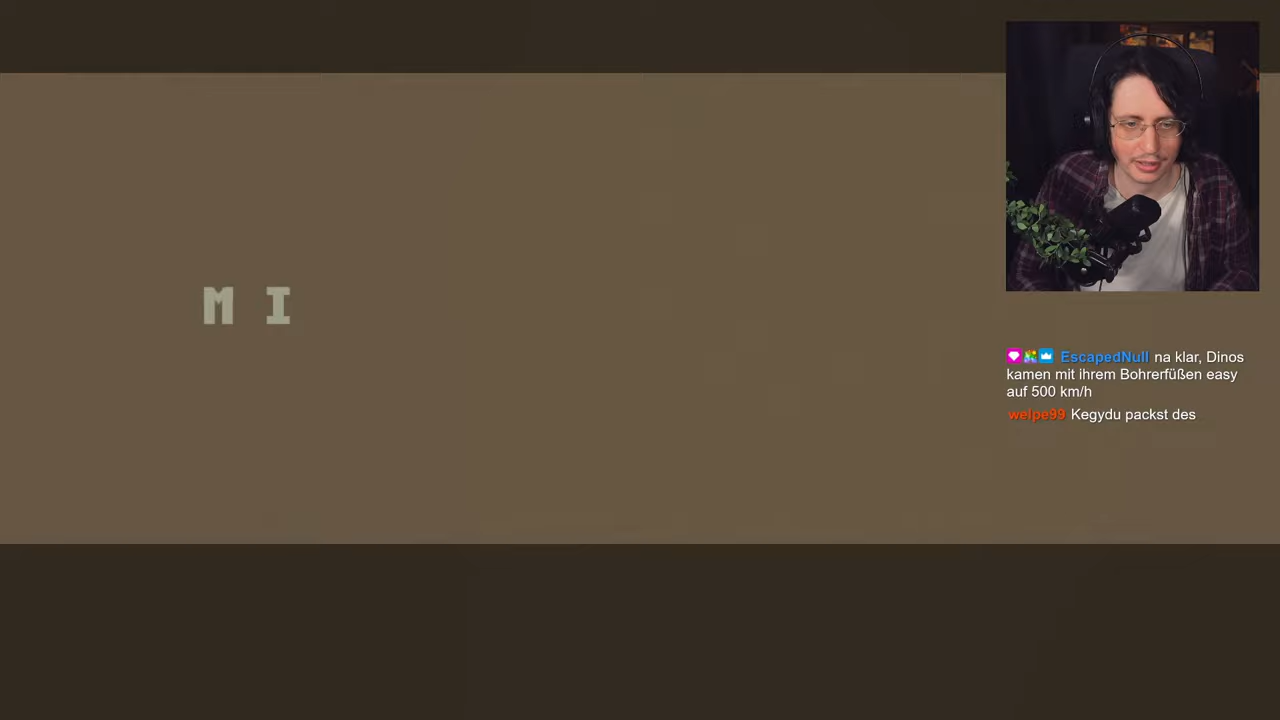 M I
EscapedNull na klar, Dinos
kamen mit ihrem Bohrerfüßen easy
auf 500 km/h
welpe99 Kegydu packst des